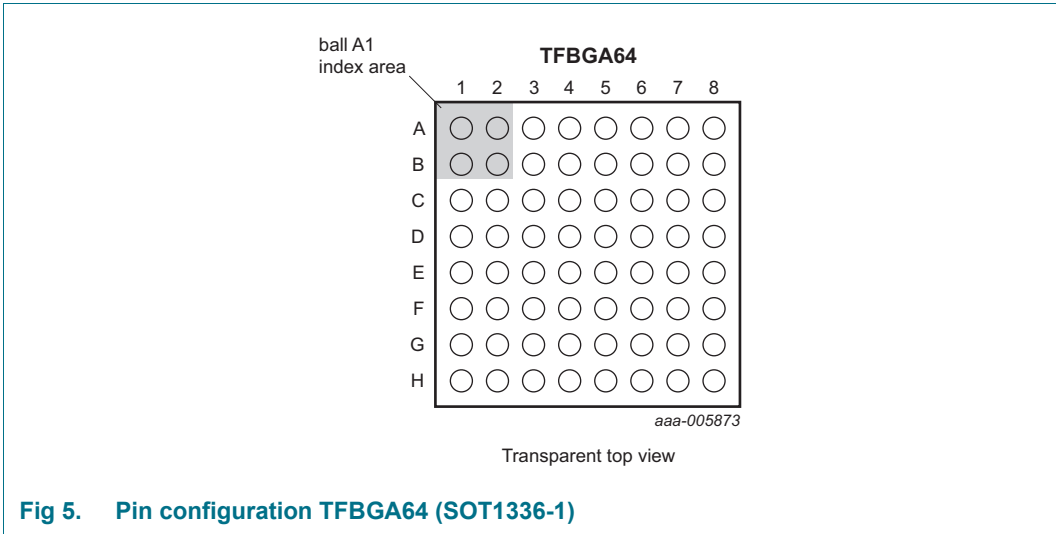 ball A1
index area
TFBGA64
1 2 3 4 5 6 7 8
A
B
C
D
E
F
G
H
aaa-005873
Transparent top view
Fig 5. Pin configuration TFBGA64 (SOT1336-1)